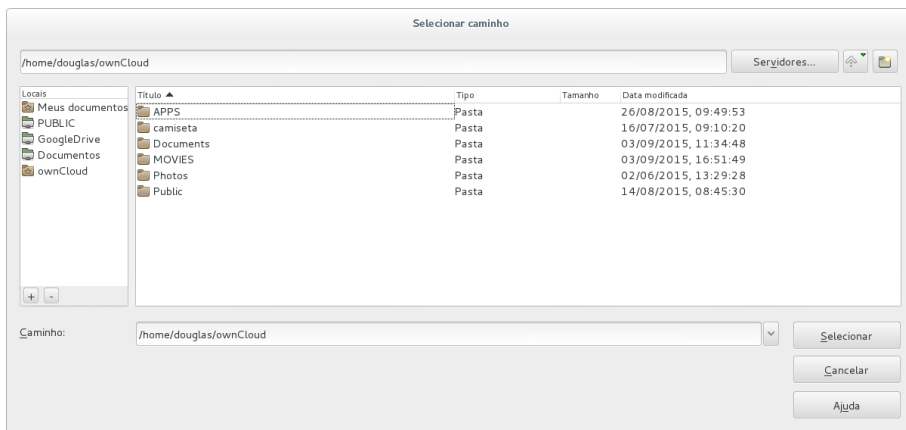 Selecionar caminho
/home/douglas/ownCloud
Servidores...
Locais
Meus documentos
PUBLIC
GoogleDrive
Documentos
ownCloud
+ -
Título Tipo Tamanho Data modificada
APPS Pasta 26/08/2015, 09:49:53
camiseta Pasta 16/07/2015, 09:10:20
Documents Pasta 03/09/2015, 11:34:48
MOVIES Pasta 03/09/2015, 16:51:49
Photos Pasta 02/06/2015, 13:29:28
Public Pasta 14/08/2015, 08:45:30
Caminho:
/home/douglas/ownCloud
Selecionar
Cancelar
Ajuda